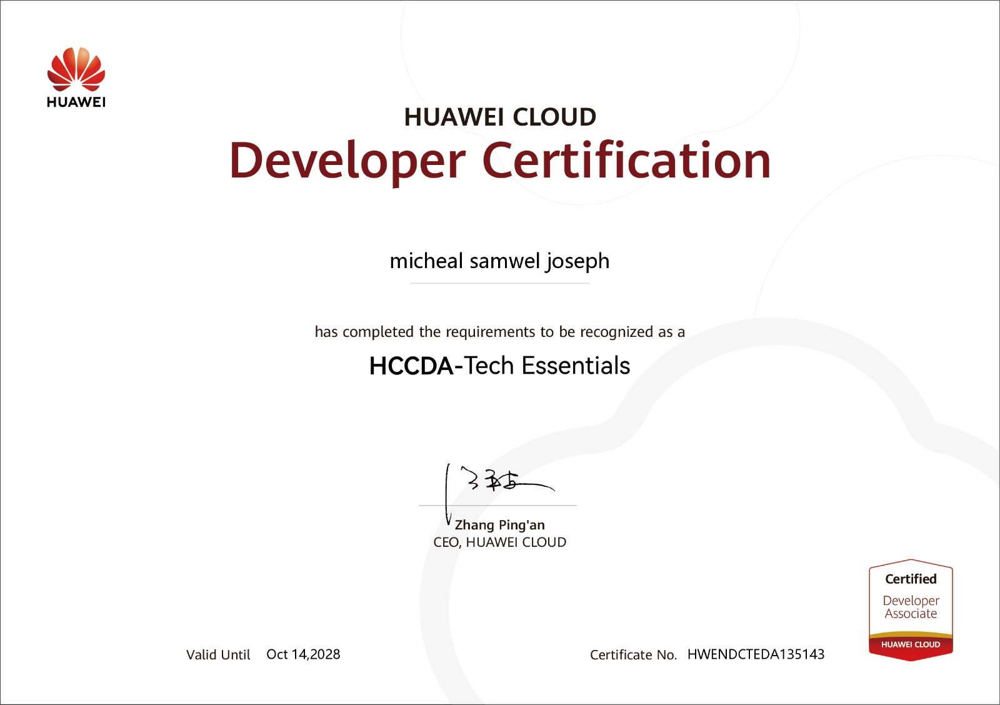 HUAWEI
HUAWEI CLOUD
Developer Certification
micheal samwel joseph
has completed the requirements to be recognized as a
HCCDA-Tech Essentials
Zhang Ping'an
CEO, HUAWEI CLOUD
Certified
Developer
Associate
HUAWEI CLOUD
Valid Until Oct 14,2028
Certificate No. HWENDCTEDA135143